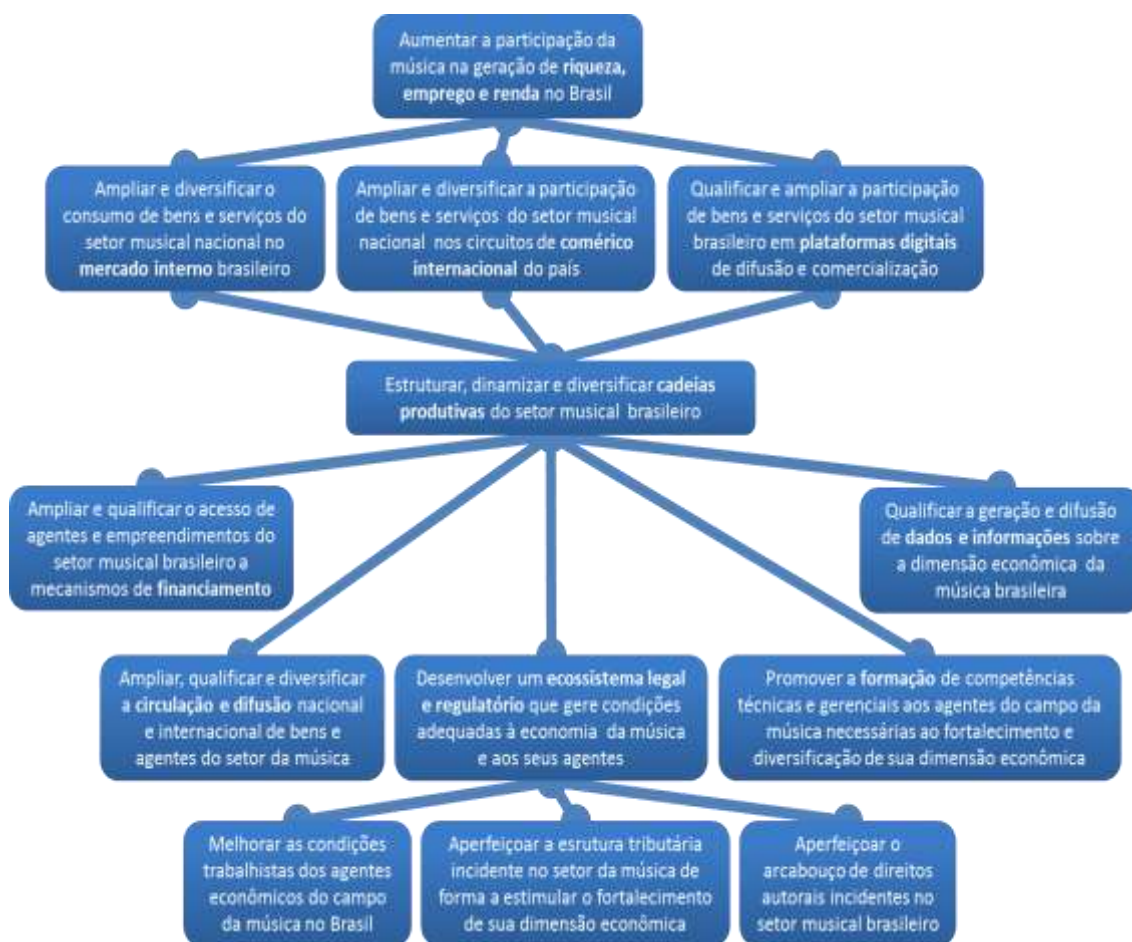 Aumentar a participação da
música na geração de riqueza,
emprego e renda no Brasil
Ampliar e diversificar o
consumo de bens e serviços do
setor musical nacional no
mercado interno brasileiro
Ampliar e diversificar a participação
de bens e serviços do setor musical
nacional nos circuitos de comérico
internacional do país
Qualificar e ampliar a participação
de bens e serviços do setor musical
brasileiro em plataformas digitais
de difusão e comercialização
Estruturar, dinamizar e diversificar cadeias
produtivas do setor musical brasileiro
Ampliar e qualificar o acesso de
agentes e empreendimentos do
setor musical brasileiro a
mecanismos de financiamento
Qualificar a geração e difusão
de dados e informações sobre
a dimensão econômica da
música brasileira
Ampliar, qualificar e diversificar
a circulação e difusão nacional
e internacional de bens e
agentes do setor da música
Desenvolver um ecossistema legal
e regulatório que gere condições
adequadas à economia da música
e aos seus agentes
Promover a formação de competências
técnicas e gerenciais aos agentes do campo da
música necessárias ao fortalecimento e
diversificação de sua dimensão econômica
Melhorar as condições
trabalhistas dos agentes
econômicos do campo
da música no Brasil
Aperfeiçoar a esrutura tributária
incidente no setor da música de
forma a estimular o fortalecimento
de sua dimensão econômica
Aperfeiçoar o
arcabouço de direitos
autorais incidentes no
setor musical brasileiro